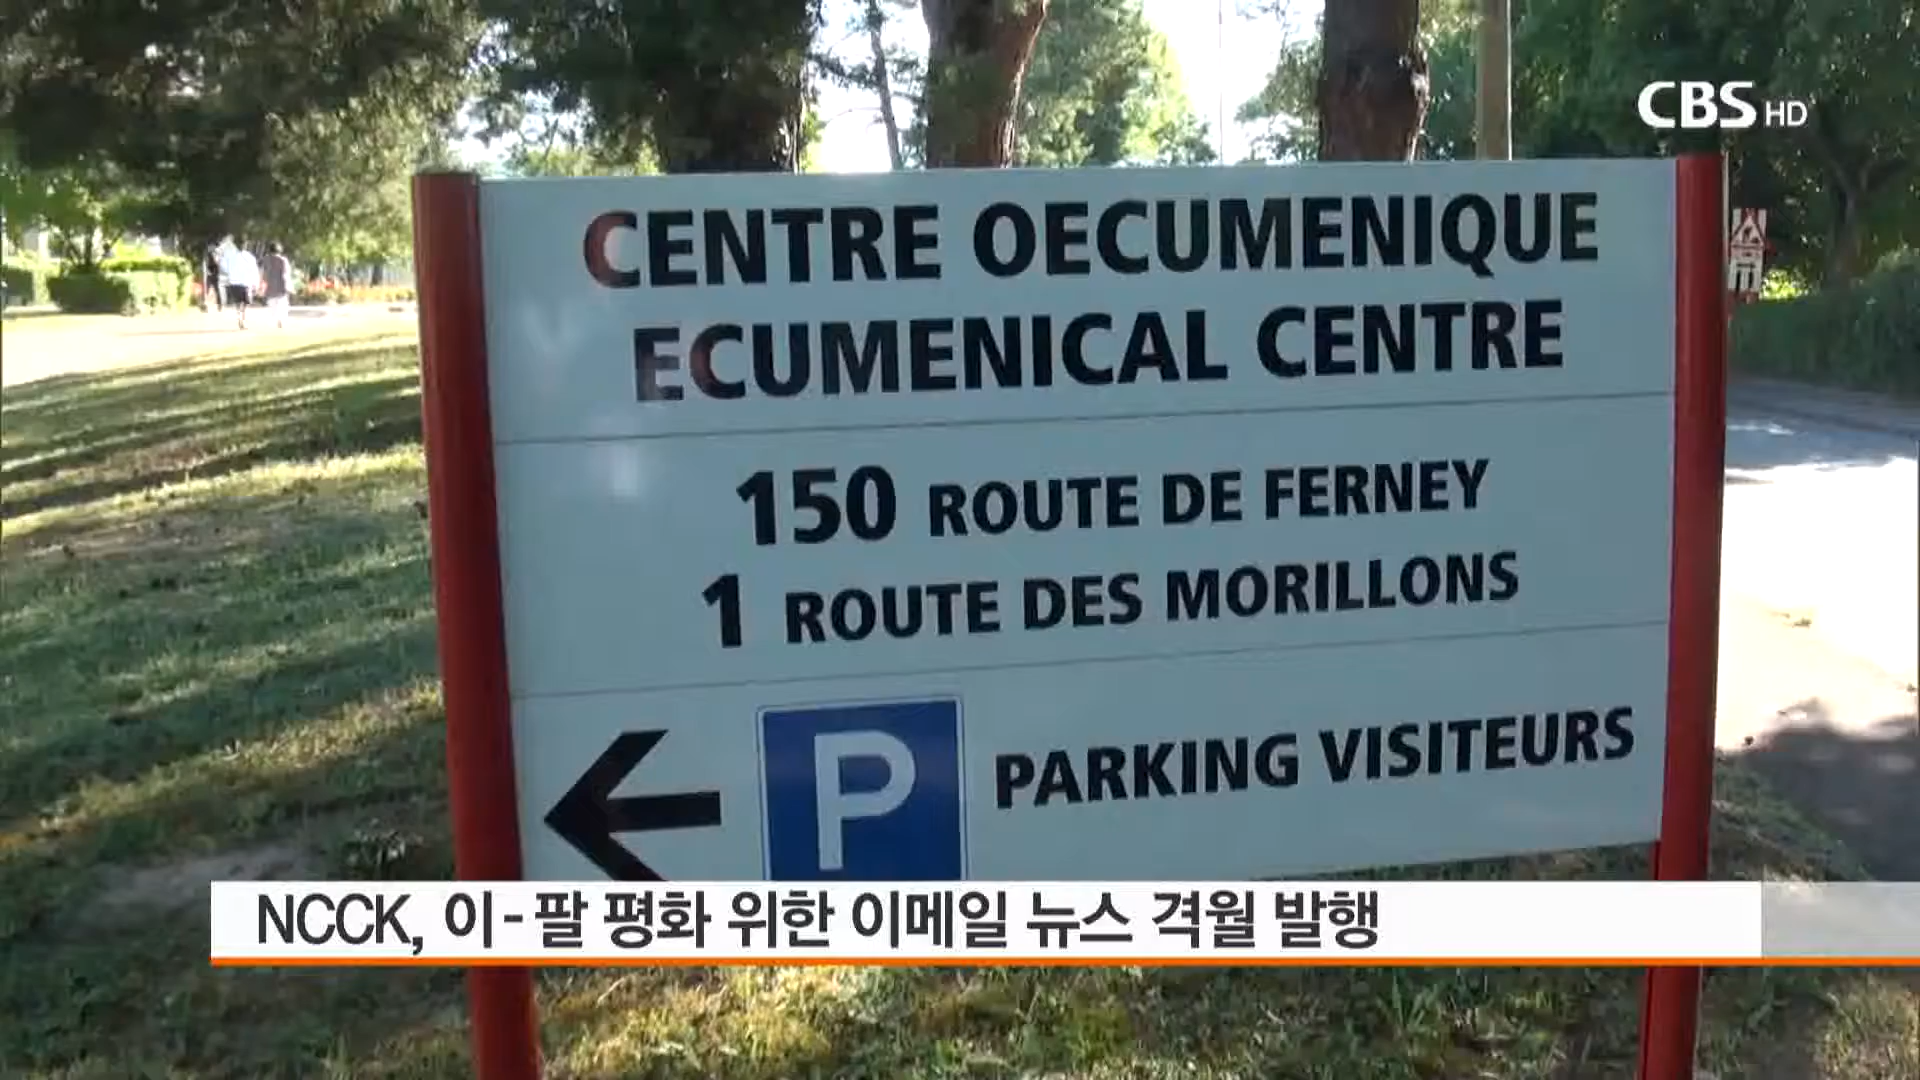 CBS HD
CENTRE OECUMENIQUE
ECUMENICAL CENTRE
150 ROUTE DE FERNEY
1 ROUTE DES MORILLONS
P PARKING VISITEURS
NCCK, 이-팔 평화 위한 이메일 뉴스 격월 발행